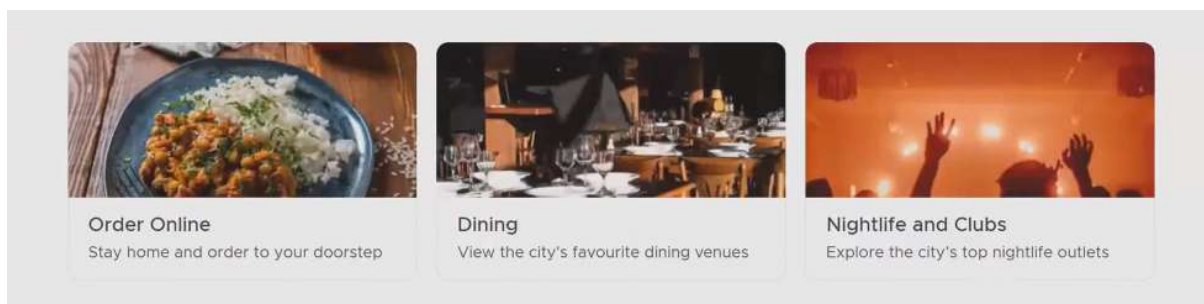 Order Online
Stay home and order to your doorstep
Dining
View the city's favourite dining venues
Nightlife and Clubs
Explore the city's top nightlife outlets